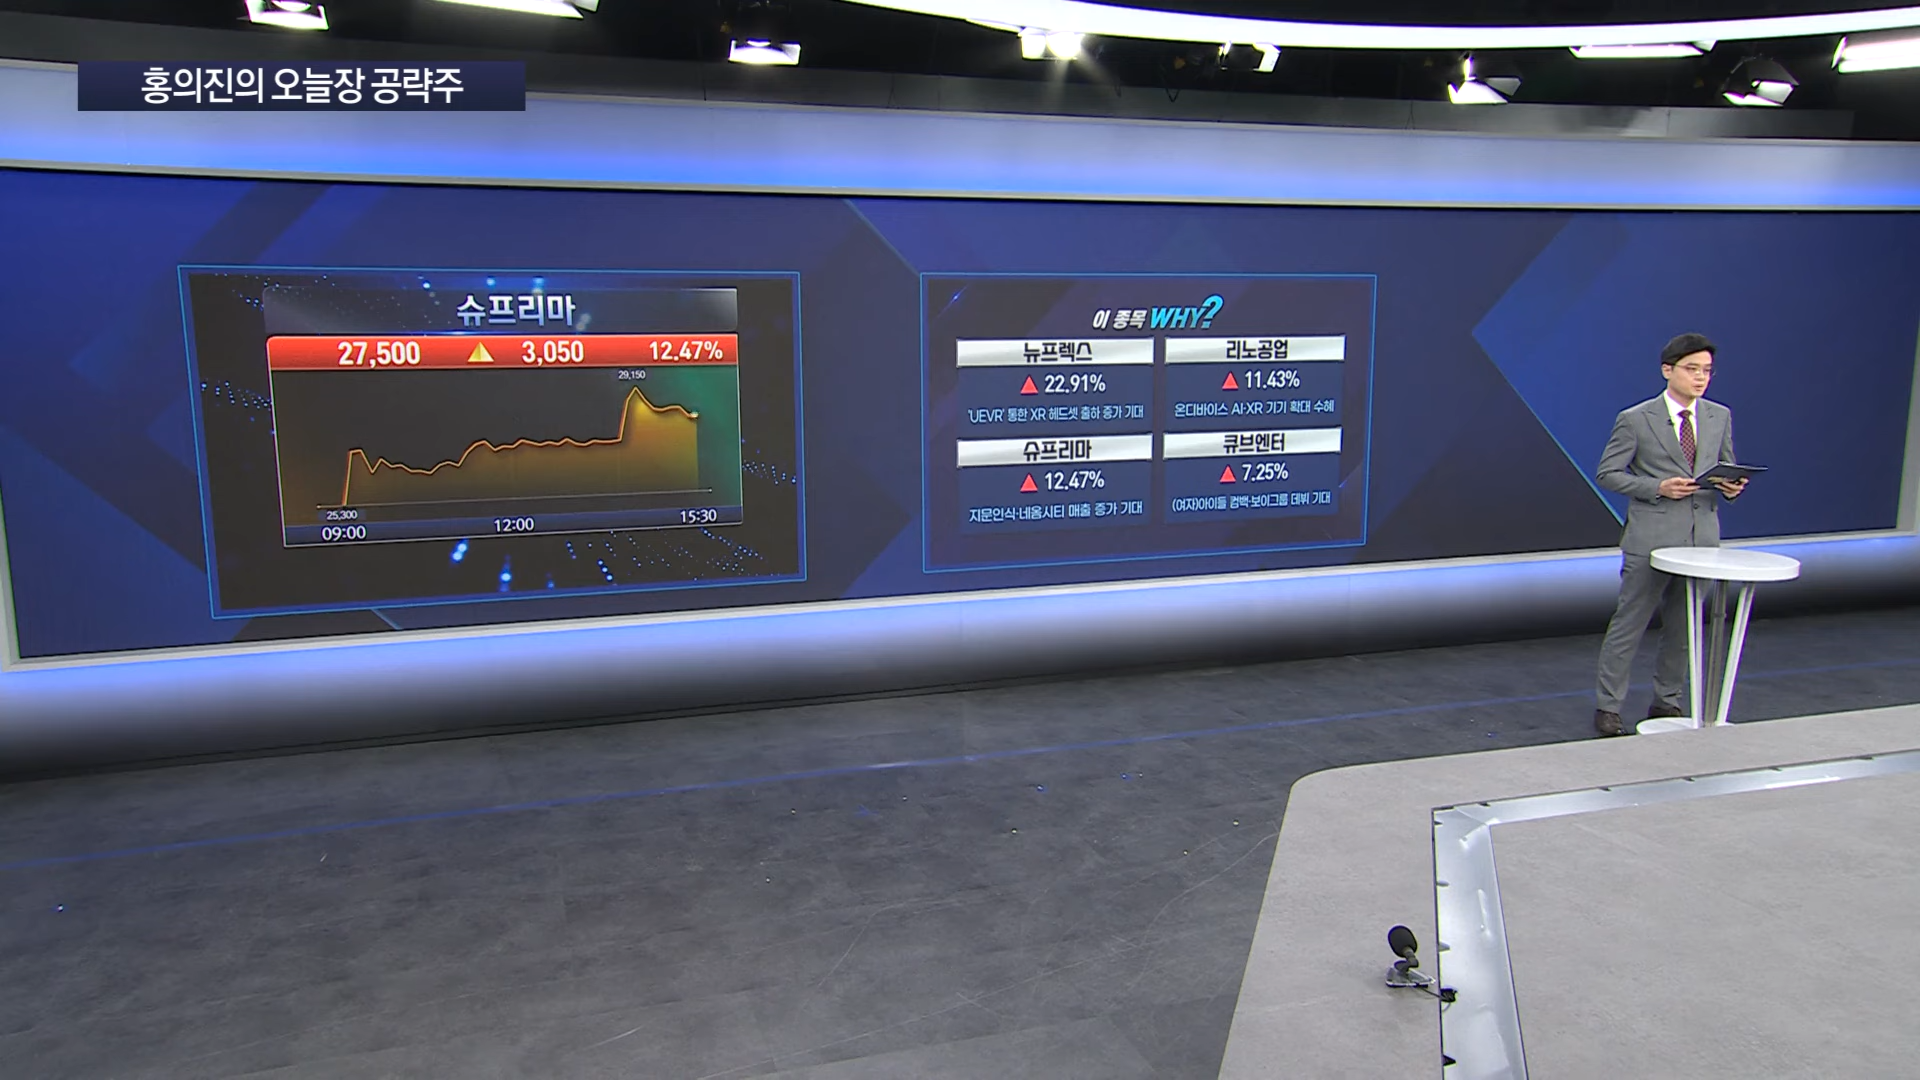 홍의진의 오늘장 공략주
슈프리마
27,500 3,050 12.47%
29,150
25,300
09:00 12:00 15:30
이 종목 WHY?
뉴프렉스
22.91%
'UEVR' 통한 XR 헤드셋 출하 증가 기대
리노공업
11.43%
온디바이스 AI·XR 기기 확대 수혜
슈프리마
12.47%
지문인식·네옴시티 매출 증가 기대
큐브엔터
7.25%
(여자)아이들 컴백·보이그룹 데뷔 기대